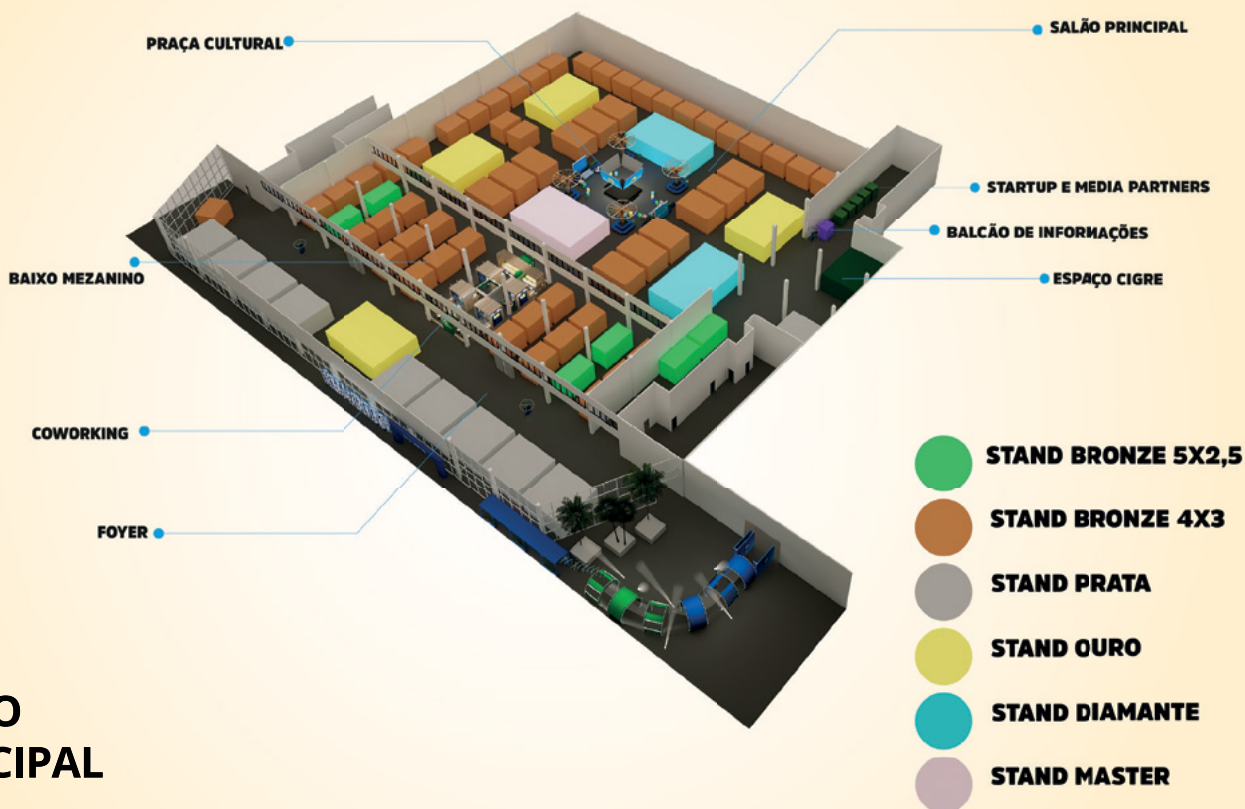 PRAÇA CULTURAL
SALÃO PRINCIPAL
STARTUP E MEDIA PARTNERS
BALCÃO DE INFORMAÇÕES
BAIXO MEZANINO
ESPAÇO CIGRE
COWORKING
FOYER
STAND BRONZE 5X2,5
STAND BRONZE 4X3
STAND PRATA
STAND OURO
STAND DIAMANTE
STAND MASTER
O
CIPAL